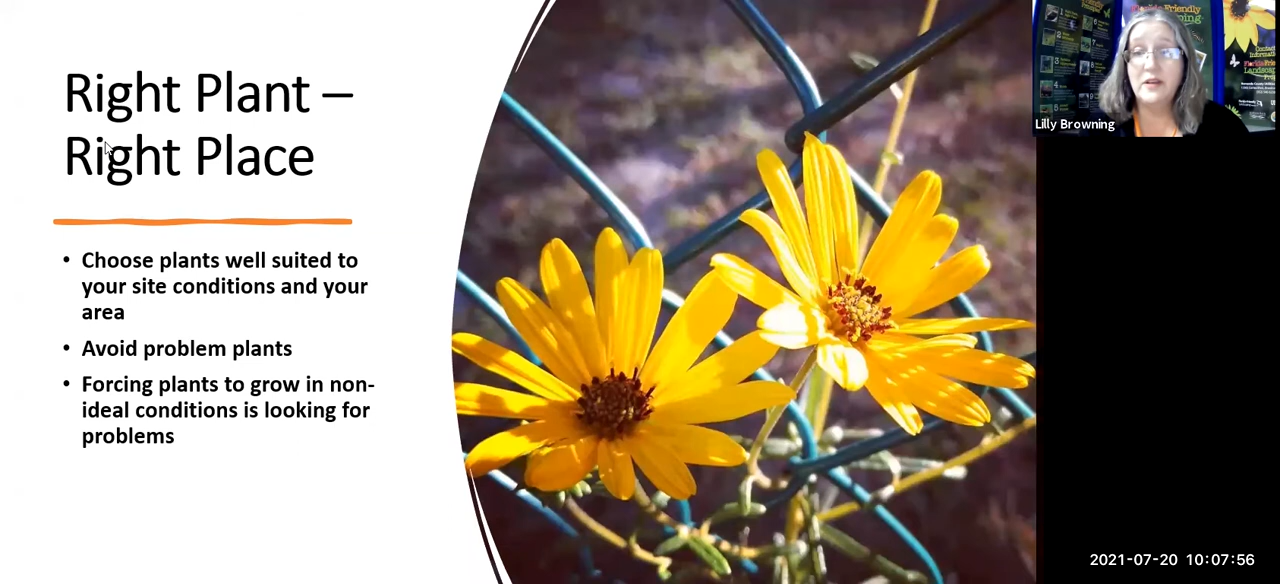 Right Plant –
Right Place
• Choose plants well suited to
your site conditions and your
area
• Avoid problem plants
• Forcing plants to grow in non-
ideal conditions is looking for
problems
Lilly Browning
2021-07-20 10:07:56